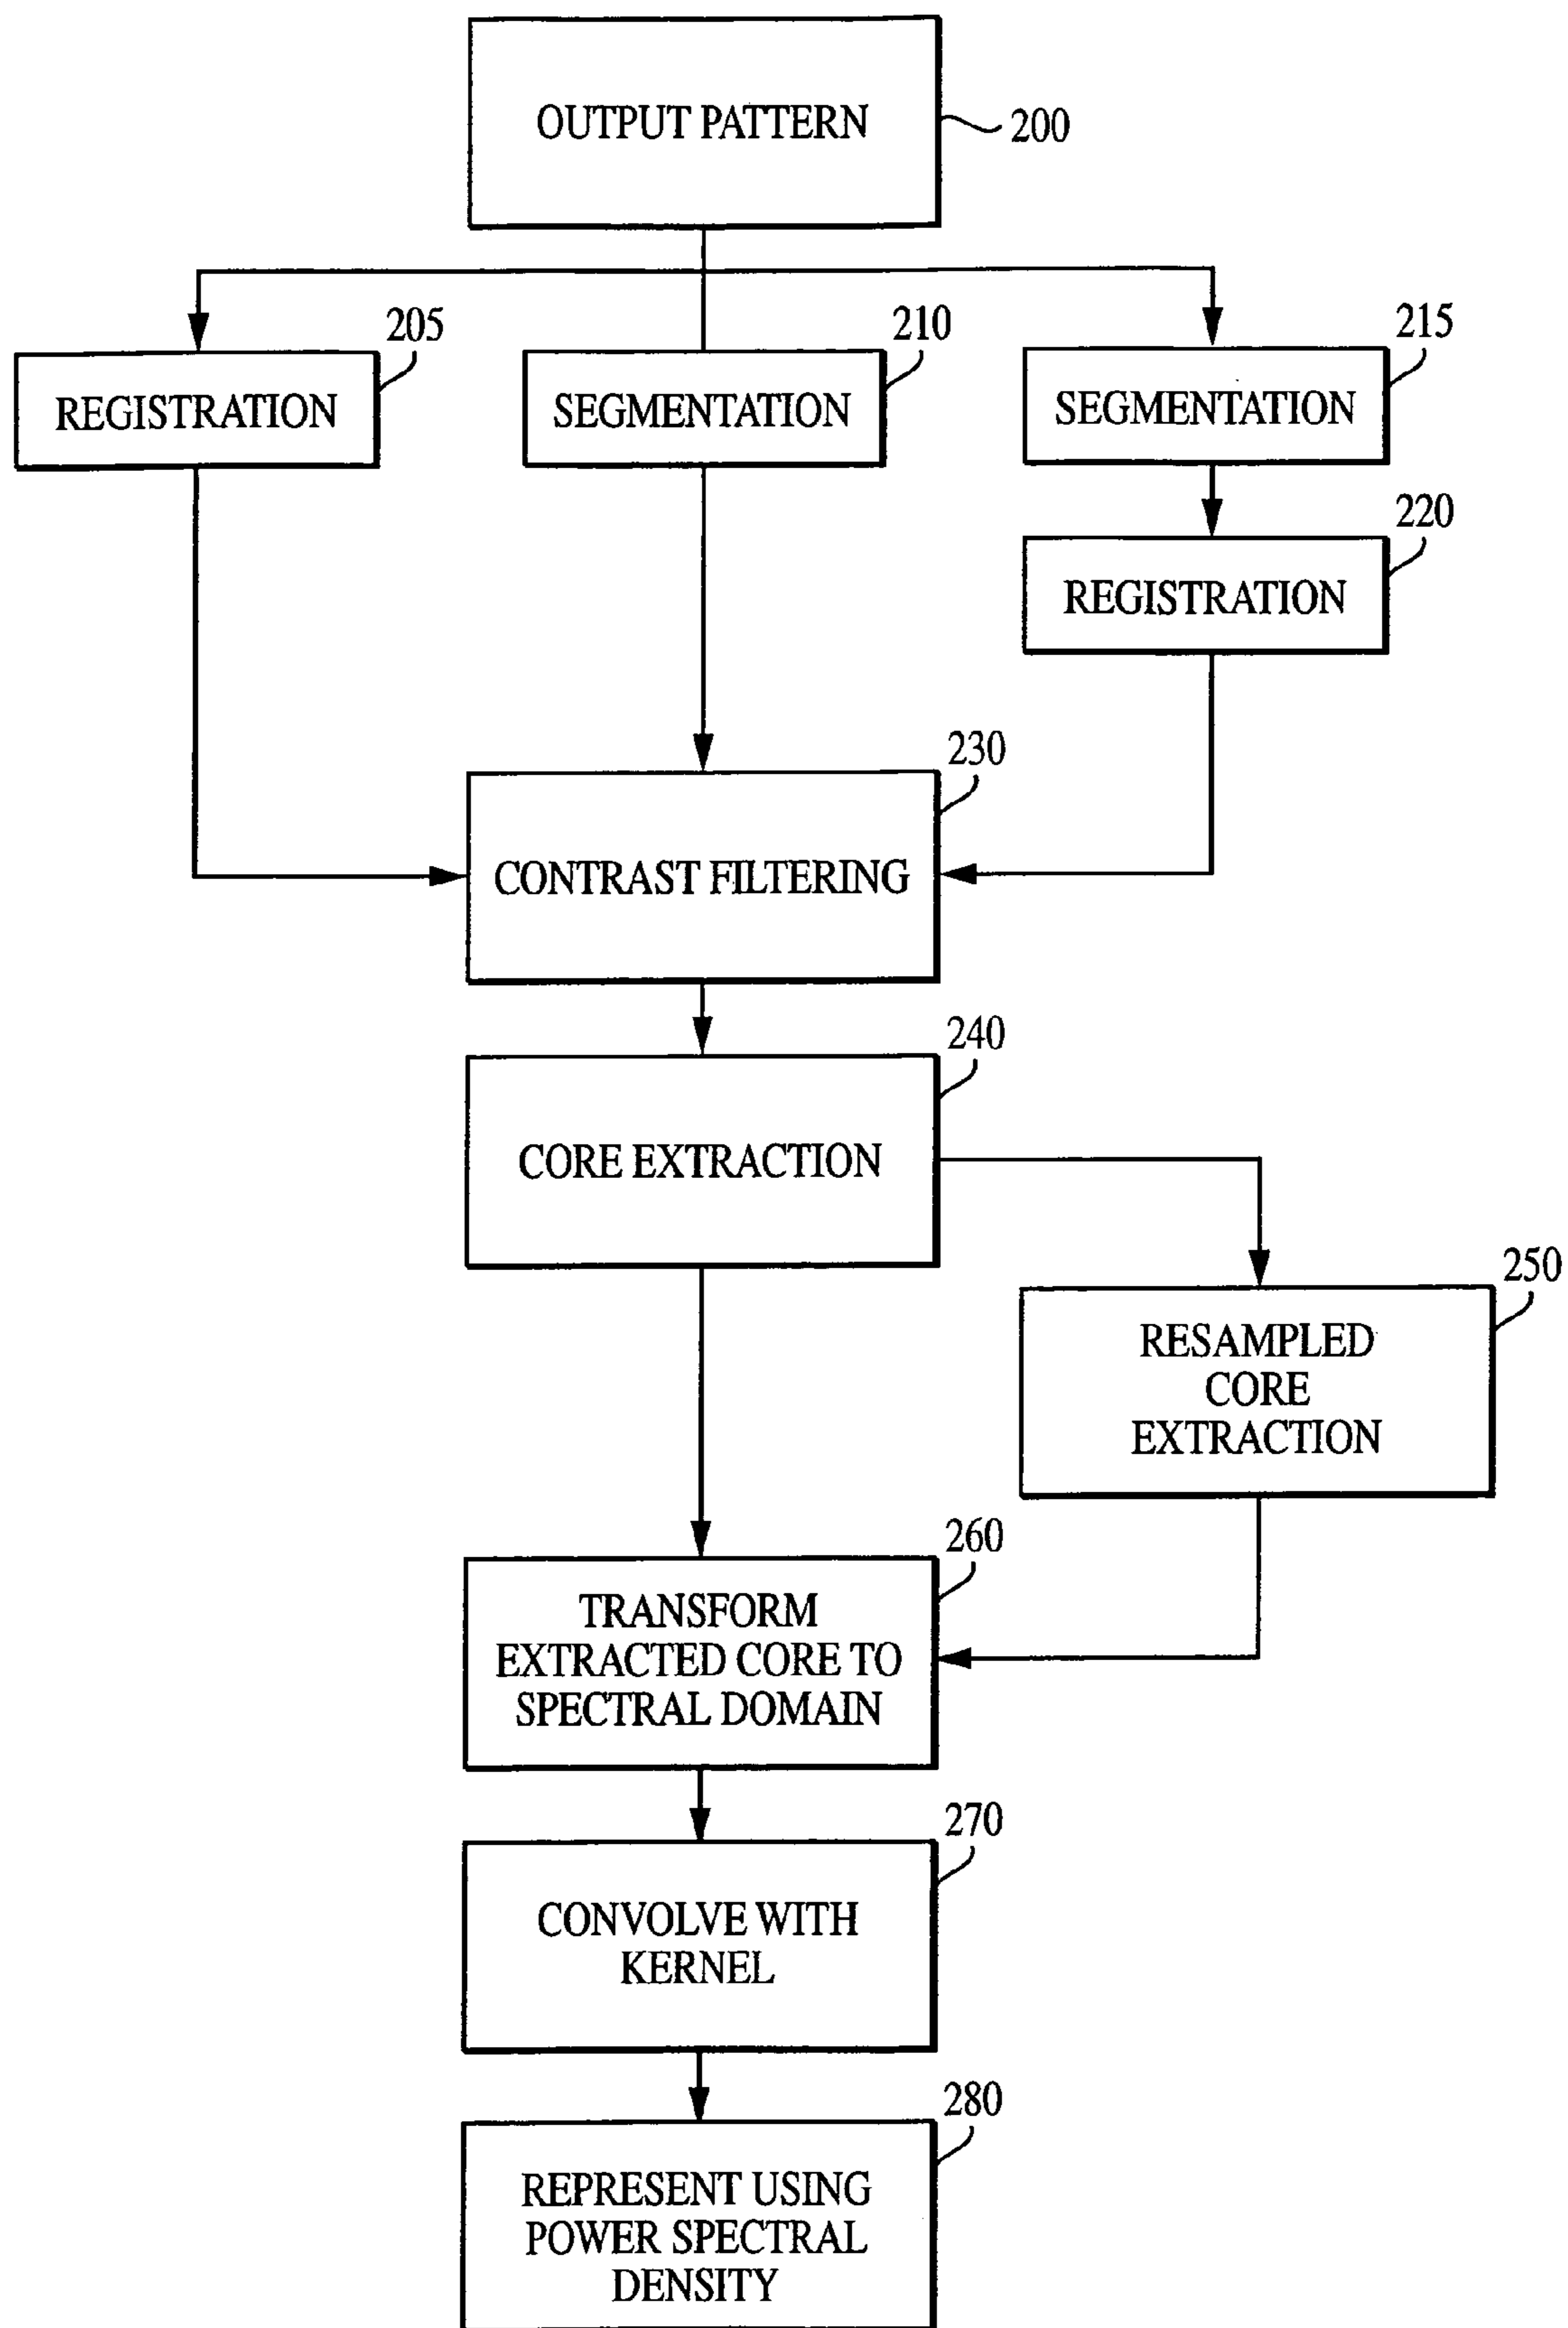 OUTPUT PATTERN
200
205
210
215
REGISTRATION
SEGMENTATION
SEGMENTATION
220
REGISTRATION
230
CONTRAST FILTERING
240
CORE EXTRACTION
250
RESAMPLED
CORE
EXTRACTION
260
TRANSFORM
EXTRACTED CORE TO
SPECTRAL DOMAIN
270
CONVOLVE WITH
KERNEL
280
REPRESENT USING
POWER SPECTRAL
DENSITY